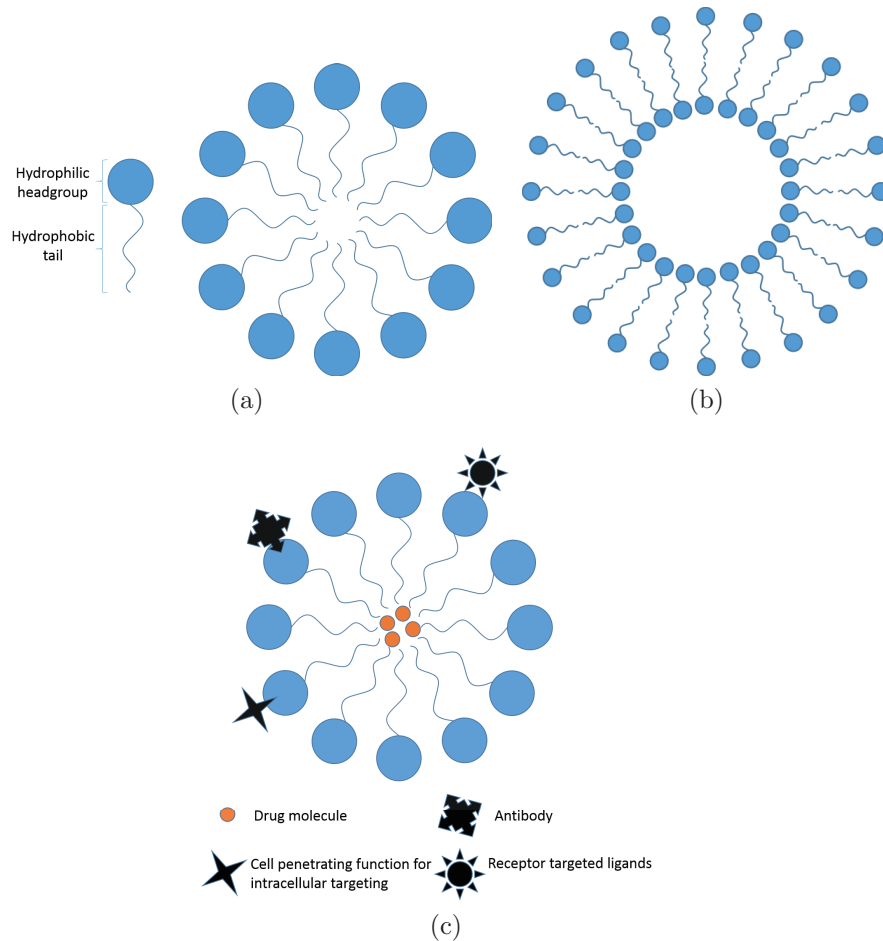 Hydrophilic
headgroup
Hydrophobic
tail
(a)
(b)
Drug molecule
Antibody
Cell penetrating function for
intracellular targeting
Receptor targeted ligands
(c)